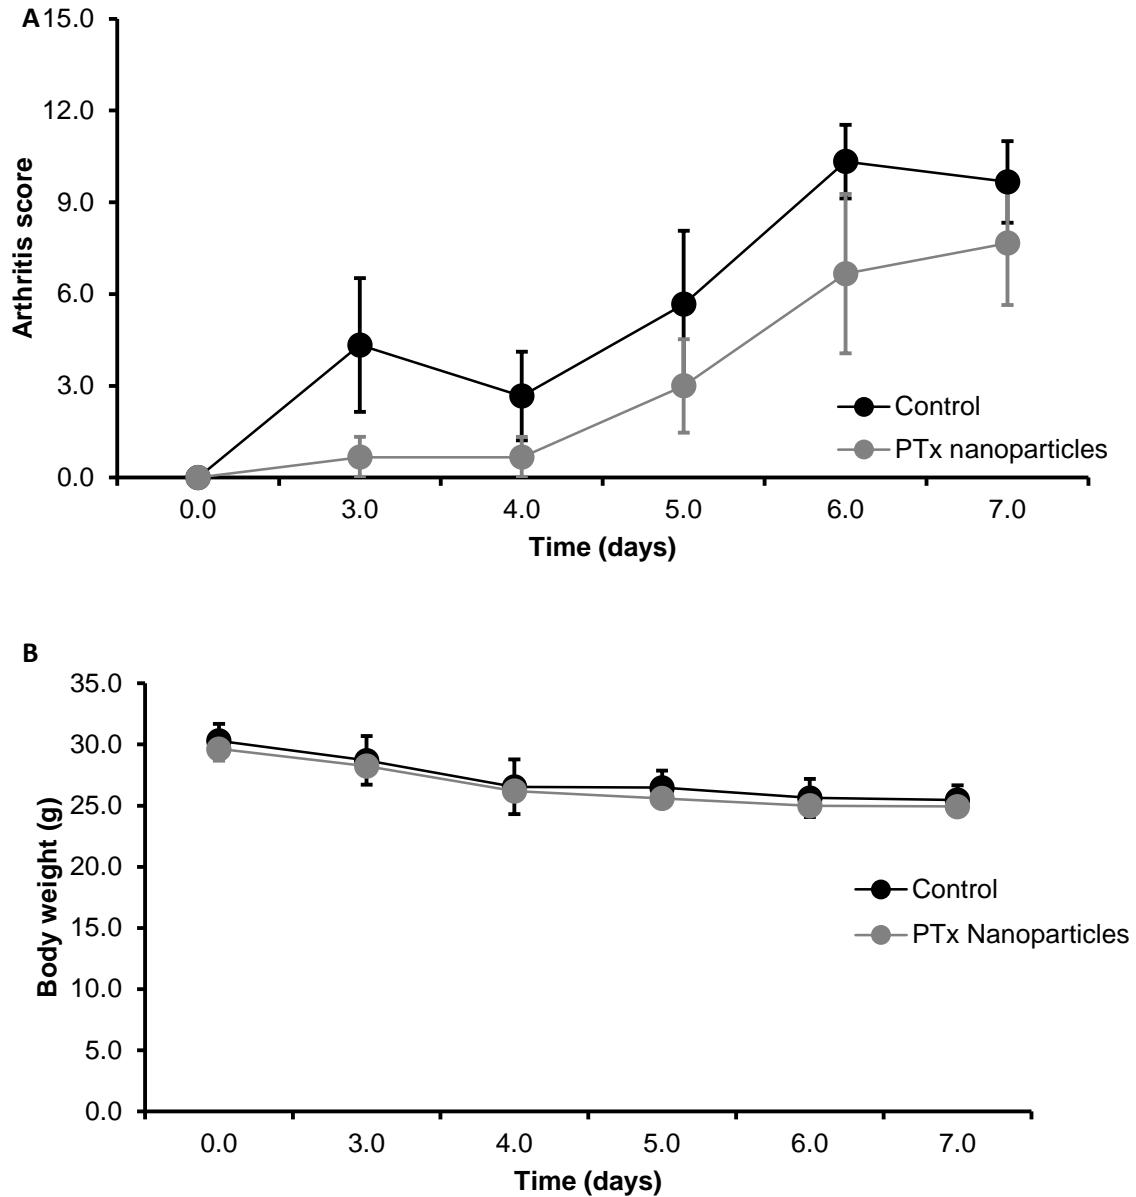 A
15.0
12.0
9.0
6.0
3.0
0.0
Arthritis score
Control
PTx nanoparticles
0.0 3.0 4.0 5.0 6.0 7.0
Time (days)
B
35.0
30.0
25.0
20.0
15.0
10.0
5.0
0.0
Body weight (g)
Control
PTx Nanoparticles
0.0 3.0 4.0 5.0 6.0 7.0
Time (days)